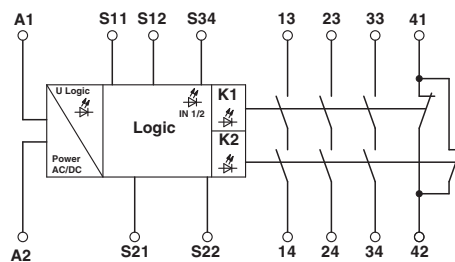 A1 S11 S12 S34 13 23 33 41
U Logic
IN 1/2
K1
Logic
K2
Power
AC/DC
A2 S21 S22 14 24 34 42